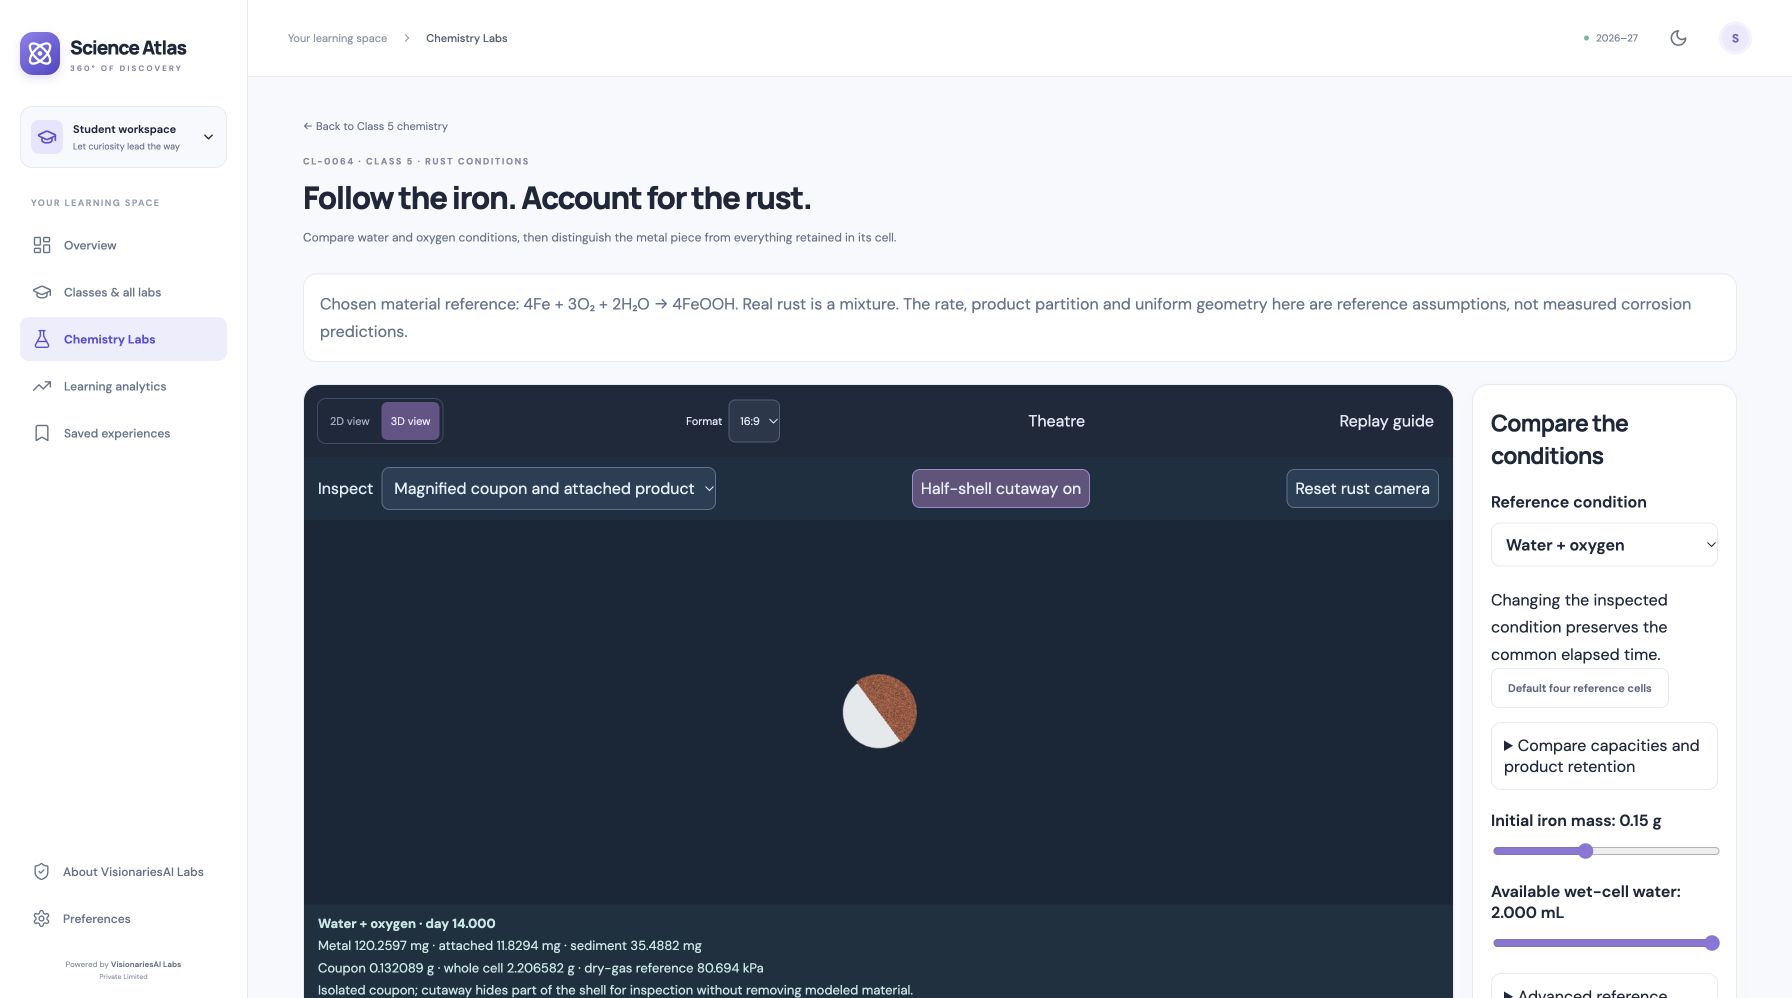 Science Atlas
360° OF DISCOVERY
Student workspace
Let curiosity lead the way
YOUR LEARNING SPACE
Overview
Classes & all labs
Chemistry Labs
Learning analytics
Saved experiences
About VisionariesAI Labs
Preferences
Powered by VisionariesAI Labs
Private Limited
Your learning space > Chemistry Labs
2026–27
S
← Back to Class 5 chemistry
CL-0064 · CLASS 5 · RUST CONDITIONS
Follow the iron. Account for the rust.
Compare water and oxygen conditions, then distinguish the metal piece from everything retained in its cell.
Chosen material reference: 4Fe + 3O₂ + 2H₂O → 4FeOOH. Real rust is a mixture. The rate, product partition and uniform geometry here are reference assumptions, not measured corrosion
predictions.
2D view 3D view Format 16:9 Theatre Replay guide
Inspect Magnified coupon and attached product Half-shell cutaway on Reset rust camera
Water + oxygen · day 14.000
Metal 120.2597 mg · attached 11.8294 mg · sediment 35.4882 mg
Coupon 0.132089 g · whole cell 2.206582 g · dry-gas reference 80.694 kPa
Isolated coupon; cutaway hides part of the shell for inspection without removing modeled material.
Compare the
conditions
Reference condition
Water + oxygen
Changing the inspected
condition preserves the
common elapsed time.
Default four reference cells
▶ Compare capacities and
product retention
Initial iron mass: 0.15 g
Available wet-cell water:
2.000 mL
▶ Advanced reference